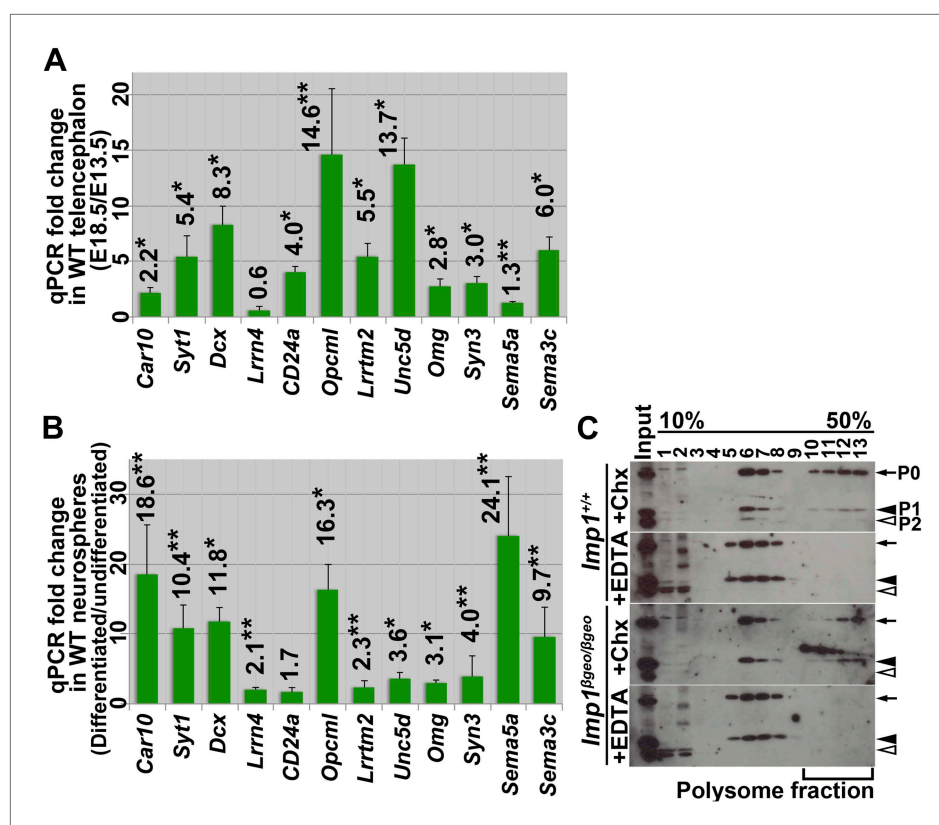 A
qPCR fold change
in WT telencephalon
(E18.5/E13.5)
20
15
10
5
0
2.2*
5.4*
8.3*
0.6
4.0*
14.6**
5.5*
13.7*
2.8*
3.0*
1.3**
6.0*
Car10
Syt1
Dcx
Lrrn4
CD24a
Opcml
Lrrtm2
Unc5d
Omg
Syn3
Sema5a
Sema3c
B
qPCR fold change
in WT neurospheres
(Differentiated/undifferentiated)
30
20
10
0
18.6**
10.4**
11.8*
2.1**
1.7
16.3*
2.3**
3.6*
3.1*
4.0**
24.1**
9.7**
Car10
Syt1
Dcx
Lrrn4
CD24a
Opcml
Lrrtm2
Unc5d
Omg
Syn3
Sema5a
Sema3c
C
10% 50%
Input 1 2 3 4 5 6 7 8 9 10 11 12 13
Imp1+/+
+Chx
P0
P1
P2
+EDTA
Imp1βgeo/βgeo
+Chx
+EDTA
Polysome fraction